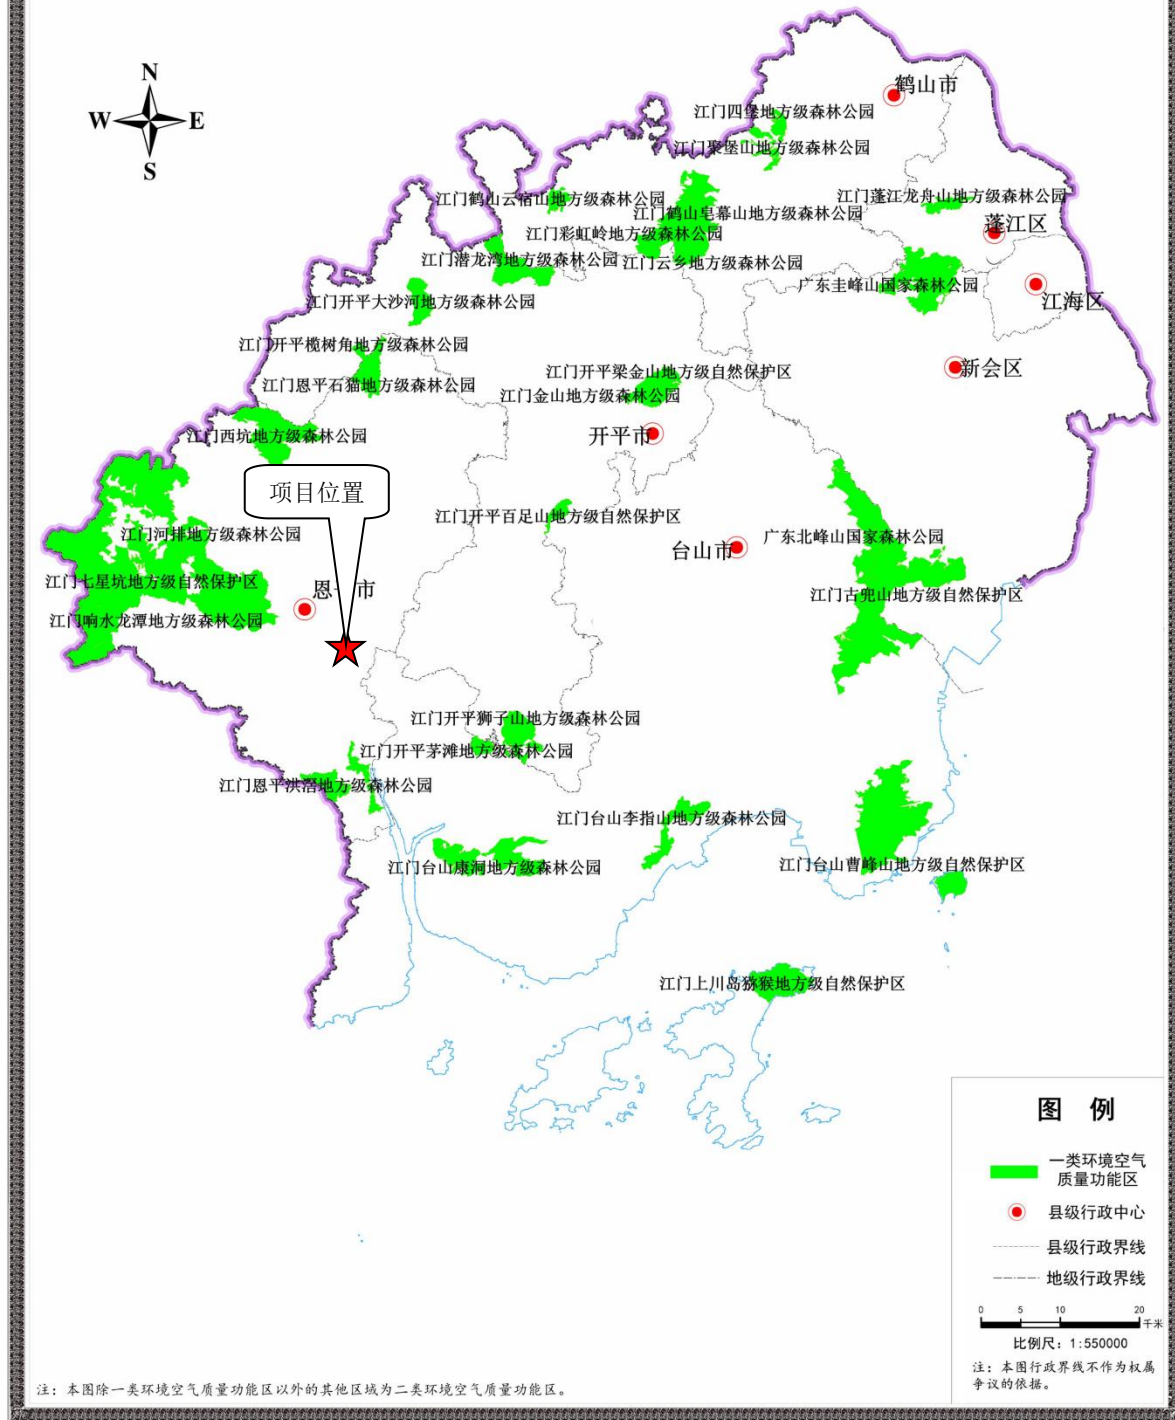 N
W E
S
鹤山市
江门四堡地方级森林公园
江门聚堡山地方级森林公园
江门鹤山云宿山地方级森林公园
江门蓬江龙舟山地方级森林公园
江门鹤山皂幕山地方级森林公园
蓬江区
江门彩虹岭地方级森林公园
江门潜龙湾地方级森林公园
江门云乡地方级森林公园
广东圭峰山国家森林公园
江门开平大沙河地方级森林公园
江海区
江门开平榄树角地方级森林公园
新会区
江门开平梁金山地方级自然保护区
江门恩平石猫地方级森林公园
江门金山地方级森林公园
江门西坑地方级森林公园
开平市
项目位置
江门开平百足山地方级自然保护区
江门河排地方级森林公园
广东北峰山国家森林公园
台山市
江门七星坑地方级自然保护区
恩 市
江门古兜山地方级自然保护区
江门响水龙潭地方级森林公园
江门开平狮子山地方级森林公园
江门开平茅滩地方级森林公园
江门恩平洪滘地方级森林公园
江门台山李指山地方级森林公园
江门台山康洞地方级森林公园
江门台山曹峰山地方级自然保护区
江门上川岛猕猴地方级自然保护区
图 例
一类环境空气
质量功能区
县级行政中心
县级行政界线
地级行政界线
0 5 10 20
千米
比例尺：1:550000
注：本图行政界线不作为权属
争议的依据。
注：本图除一类环境空气质量功能区以外的其他区域为二类环境空气质量功能区。